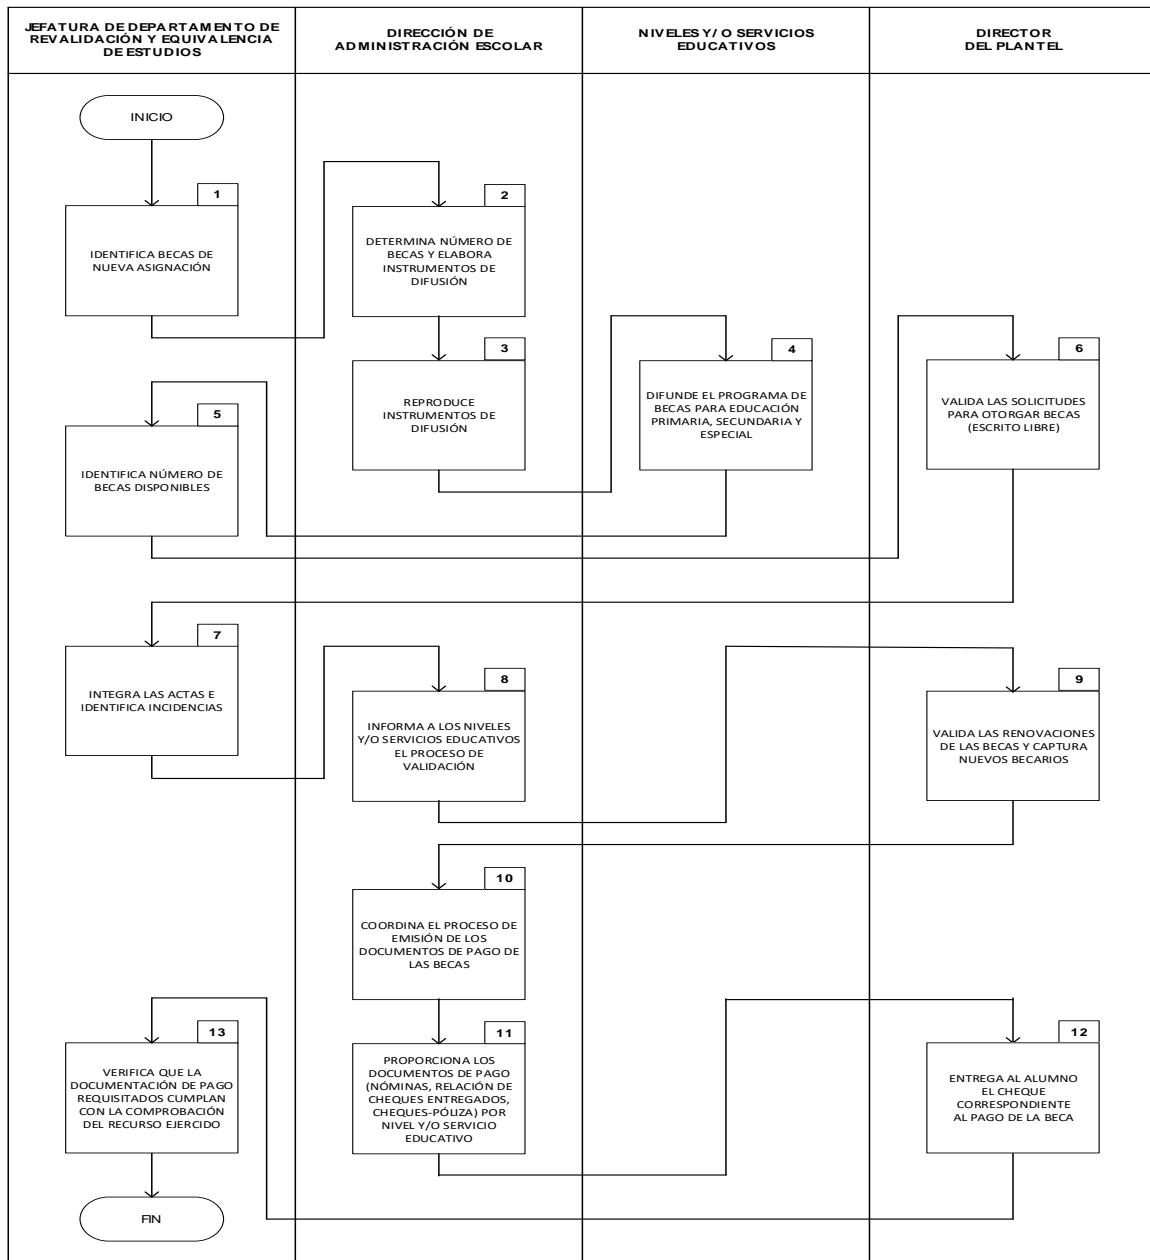 JEFATURA DE DEPARTAMENTO DE
REVALIDACIÓN Y EQUIVALENCIA
DE ESTUDIOS
DIRECCIÓN DE
ADMINISTRACIÓN ESCOLAR
NIVELES Y/ O SERVICIOS
EDUCATIVOS
DIRECTOR
DEL PLANTEL
INICIO
1
IDENTIFICA BECAS DE
NUEVA ASIGNACIÓN
2
DETERMINA NÚMERO DE
BECAS Y ELABORA
INSTRUMENTOS DE
DIFUSIÓN
3
REPRODUCE
INSTRUMENTOS DE
DIFUSIÓN
4
DIFUNDE EL PROGRAMA DE
BECAS PARA EDUCACIÓN
PRIMARIA, SECUNDARIA Y
ESPECIAL
5
IDENTIFICA NÚMERO DE
BECAS DISPONIBLES
6
VALIDA LAS SOLICITUDES
PARA OTORGAR BECAS
(ESCRITO LIBRE)
7
INTEGRA LAS ACTAS E
IDENTIFICA INCIDENCIAS
8
INFORMA A LOS NIVELES
Y/O SERVICIOS EDUCATIVOS
EL PROCESO DE
VALIDACIÓN
9
VALIDA LAS RENOVACIONES
DE LAS BECAS Y CAPTURA
NUEVOS BECARIOS
10
COORDINA EL PROCESO DE
EMISIÓN DE LOS
DOCUMENTOS DE PAGO DE
LAS BECAS
11
PROPORCIONA LOS
DOCUMENTOS DE PAGO
(NÓMINAS, RELACIÓN DE
CHEQUES ENTREGADOS,
CHEQUES-PÓLIZA) POR
NIVEL Y/O SERVICIO
EDUCATIVO
12
ENTREGA AL ALUMNO
EL CHEQUE
CORRESPONDIENTE
AL PAGO DE LA BECA
13
VERIFICA QUE LA
DOCUMENTACIÓN DE PAGO
REQUISITADOS CUMPLAN
CON LA COMPROBACIÓN
DEL RECURSO EJERCIDO
FIN